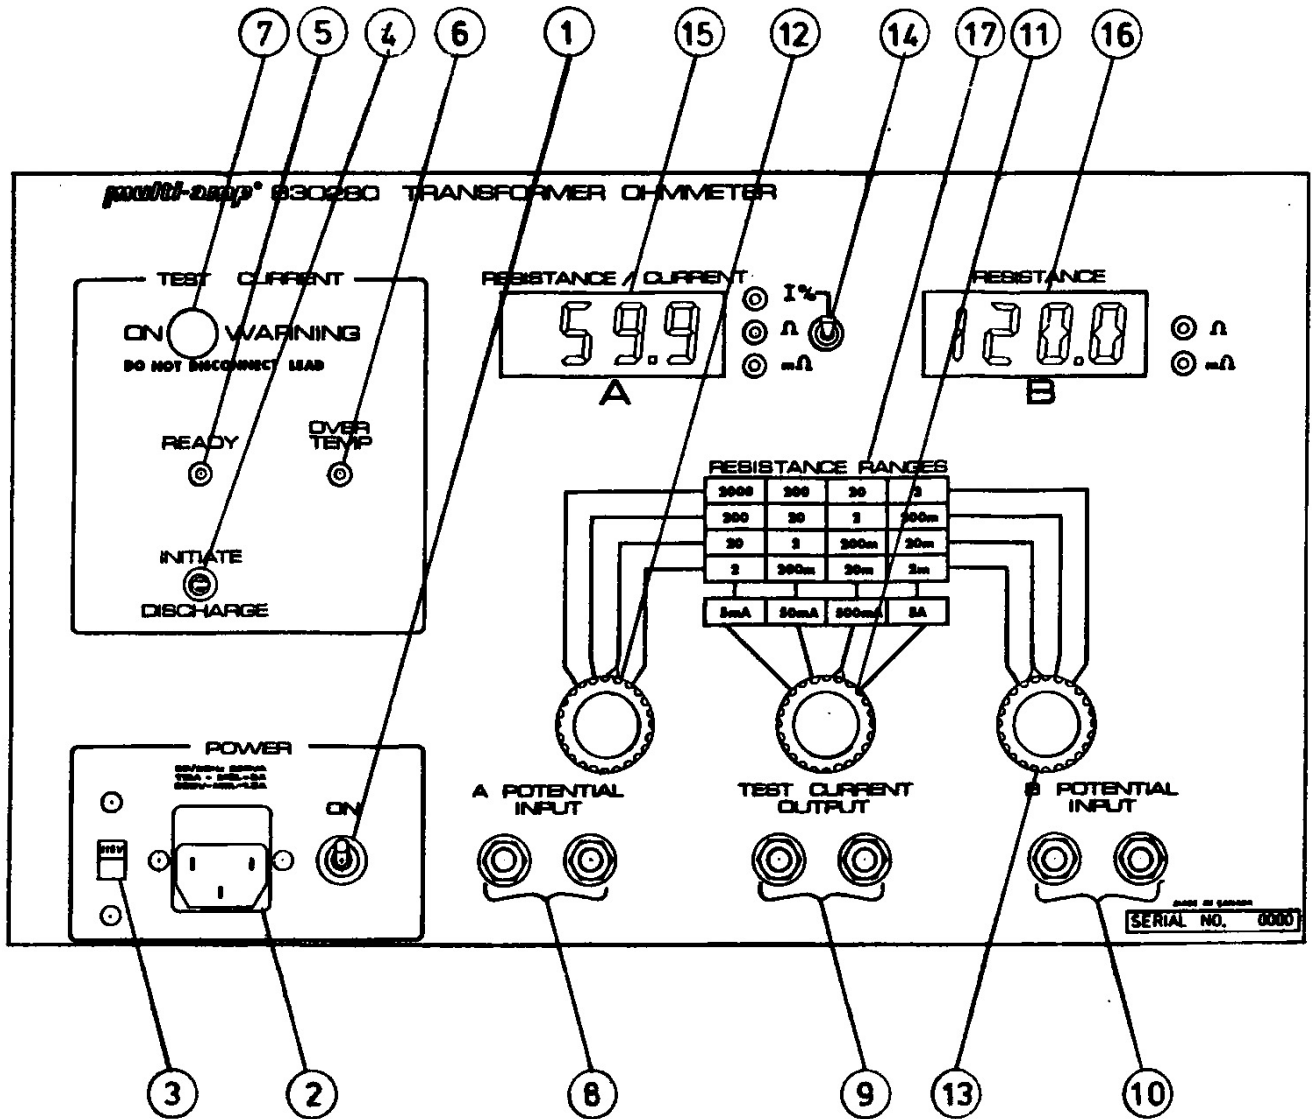 7 5 4 6 1 15 12 14 17 11 16
multi-amp® 830280 TRANSFORMER OHMMETER
TEST CURRENT
ON WARNING
DO NOT DISCONNECT LEAD
READY
OVER
TEMP
INITIATE
DISCHARGE
RESISTANCE / CURRENT
59.9
A
I%
Ω
mΩ
RESISTANCE
120.0
B
Ω
mΩ
RESISTANCE RANGES
2000 200 20 2
200 20 2 200m
20 2 200m 20m
2 200m 20m 2m
5mA 50mA 500mA 5A
POWER
ON
115V
A POTENTIAL
INPUT
TEST CURRENT
OUTPUT
B POTENTIAL
INPUT
MADE IN CANADA
SERIAL NO. 0000
3 2 8 9 13 10